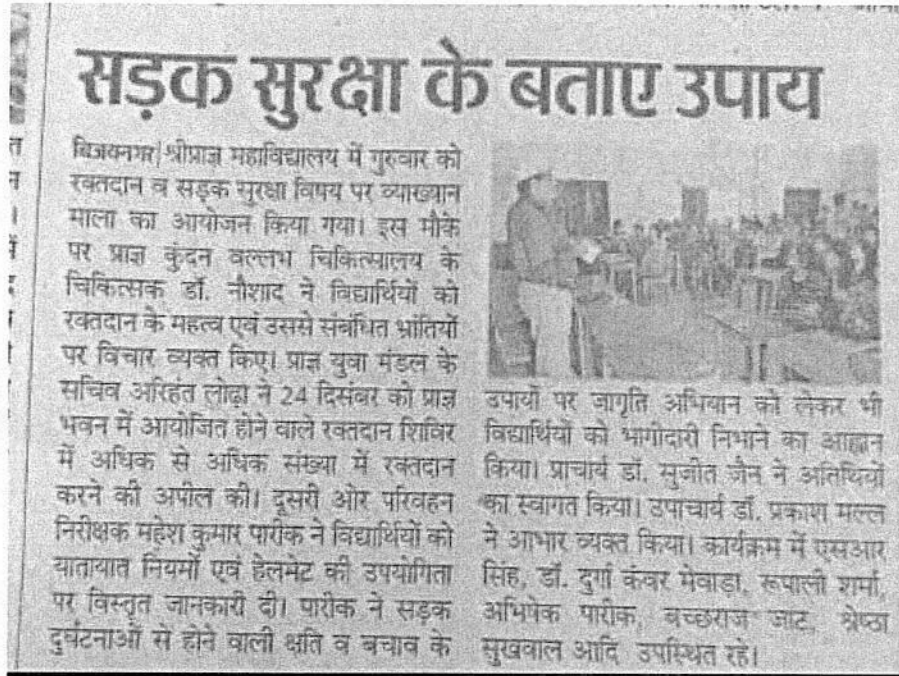 सड़क सुरक्षा के बताए उपाय
बिजयनगर|श्रीप्राज्ञ महाविद्यालय में गुरुवार को
रक्तदान व सड़क सुरक्षा विषय पर व्याख्यान
माला का आयोजन किया गया। इस मौके
पर प्राज्ञ कुंदन वल्लभ चिकित्सालय के
चिकित्सक डॉ. नौशाद ने विद्यार्थियों को
रक्तदान के महत्व एवं उससे संबंधित भ्रांतियों
पर विचार व्यक्त किए। प्राज्ञ युवा मंडल के
सचिव अरिहंत लोढ़ा ने 24 दिसंबर को प्राज्ञ
भवन में आयोजित होने वाले रक्तदान शिविर
में अधिक से अधिक संख्या में रक्तदान
करने की अपील की। दूसरी ओर परिवहन
निरीक्षक महेश कुमार पारीक ने विद्यार्थियों को
यातायात नियमों एवं हेलमेट की उपयोगिता
पर विस्तृत जानकारी दी। पारीक ने सड़क
दुर्घटनाओं से होने वाली क्षति व बचाव के
उपायों पर जागृति अभियान को लेकर भी
विद्यार्थियों को भागीदारी निभाने का आह्वान
किया। प्राचार्य डॉ. सुजीत जैन ने अतिथियों
का स्वागत किया। उपाचार्य डॉ. प्रकाश मल्ल
ने आभार व्यक्त किया। कार्यक्रम में एसआर
सिंह, डॉ. दुर्गा कंवर मेवाड़ा, रूपाली शर्मा,
अभिषेक पारीक, बच्छराज जाट, श्रेष्ठा
सुखवाल आदि उपस्थित रहे।